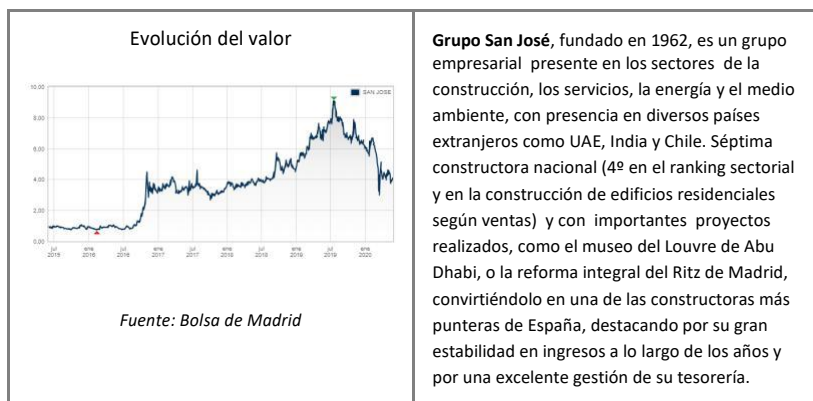 Evolución del valor
10.00
SAN JOSE
8.00
6.00
4.00
2.00
0.00
jul ene jul ene jul ene jul ene jul ene
2015 2016 2016 2017 2017 2018 2018 2019 2019 2020
Fuente: Bolsa de Madrid
Grupo San José, fundado en 1962, es un grupo
empresarial presente en los sectores de la
construcción, los servicios, la energía y el medio
ambiente, con presencia en diversos países
extranjeros como UAE, India y Chile. Séptima
constructora nacional (4º en el ranking sectorial
y en la construcción de edificios residenciales
según ventas) y con importantes proyectos
realizados, como el museo del Louvre de Abu
Dhabi, o la reforma integral del Ritz de Madrid,
convirtiéndolo en una de las constructoras más
punteras de España, destacando por su gran
estabilidad en ingresos a lo largo de los años y
por una excelente gestión de su tesorería.